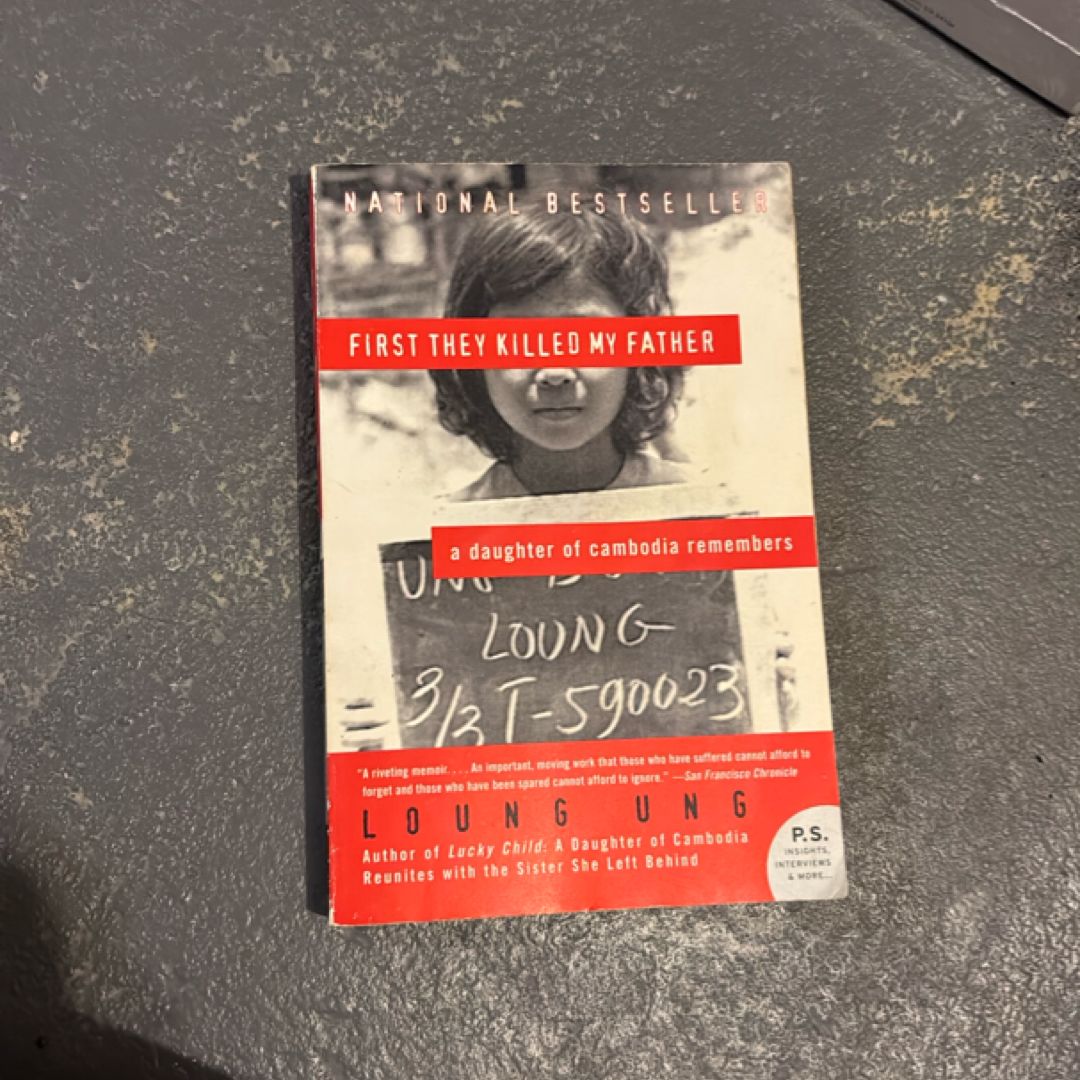 NATIONAL BESTSELLER
FIRST THEY KILLED MY FATHER
a daughter of cambodia remembers
UNG
LOUNG
3/3 T-590023
"A riveting memoir. . . . An important, moving work that those who have suffered cannot afford to
forget and those who have been spared cannot afford to ignore." —San Francisco Chronicle
LOUNG UNG
Author of Lucky Child: A Daughter of Cambodia
Reunites with the Sister She Left Behind
P.S.
INSIGHTS,
INTERVIEWS
& MORE...